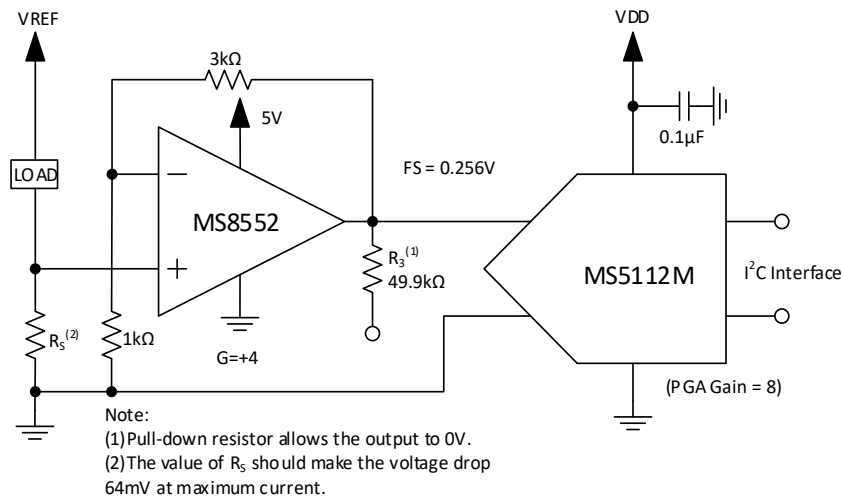 VREF
VDD
3kΩ
5V
0.1µF
LOAD
FS = 0.256V
−
MS8552
+
R3(1)
49.9kΩ
MS5112M
I2C Interface
RS(2)
1kΩ
G=+4
(PGA Gain = 8)
Note:
(1)Pull-down resistor allows the output to 0V.
(2)The value of RS should make the voltage drop
64mV at maximum current.